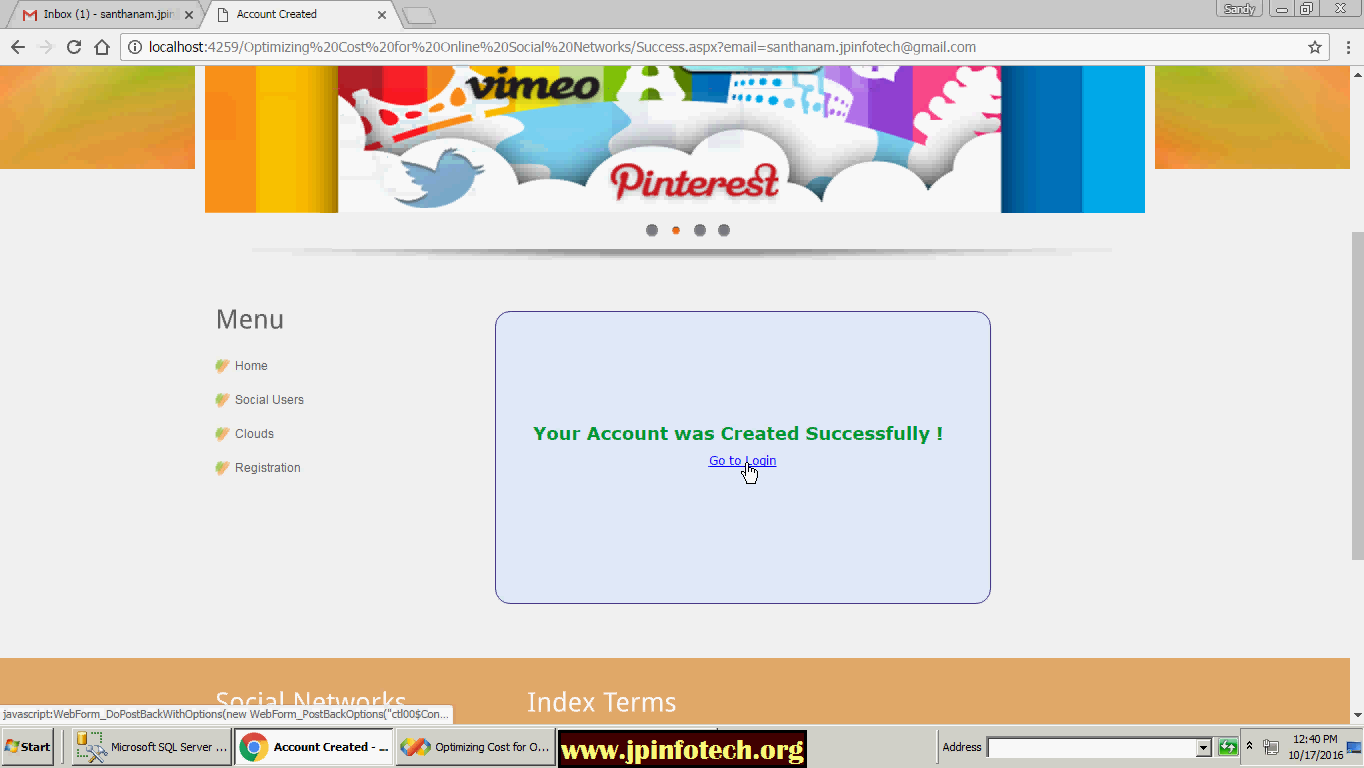 Inbox (1) - santhanam.jpin
Account Created
Sandy
localhost:4259/Optimizing%20Cost%20for%20Online%20Social%20Networks/Success.aspx?email=santhanam.jpinfotech@gmail.com
vimeo
Pinterest
Menu
Home
Social Users
Clouds
Registration
Your Account was Created Successfully !
Go to Login
Social Networks
Index Terms
javascript:WebForm_DoPostBackWithOptions(new WebForm_PostBackOptions("ctl00$Con...
Start
Microsoft SQL Server ...
Account Created - ...
Optimizing Cost for O...
www.jpinfotech.org
Address
12:40 PM
10/17/2016